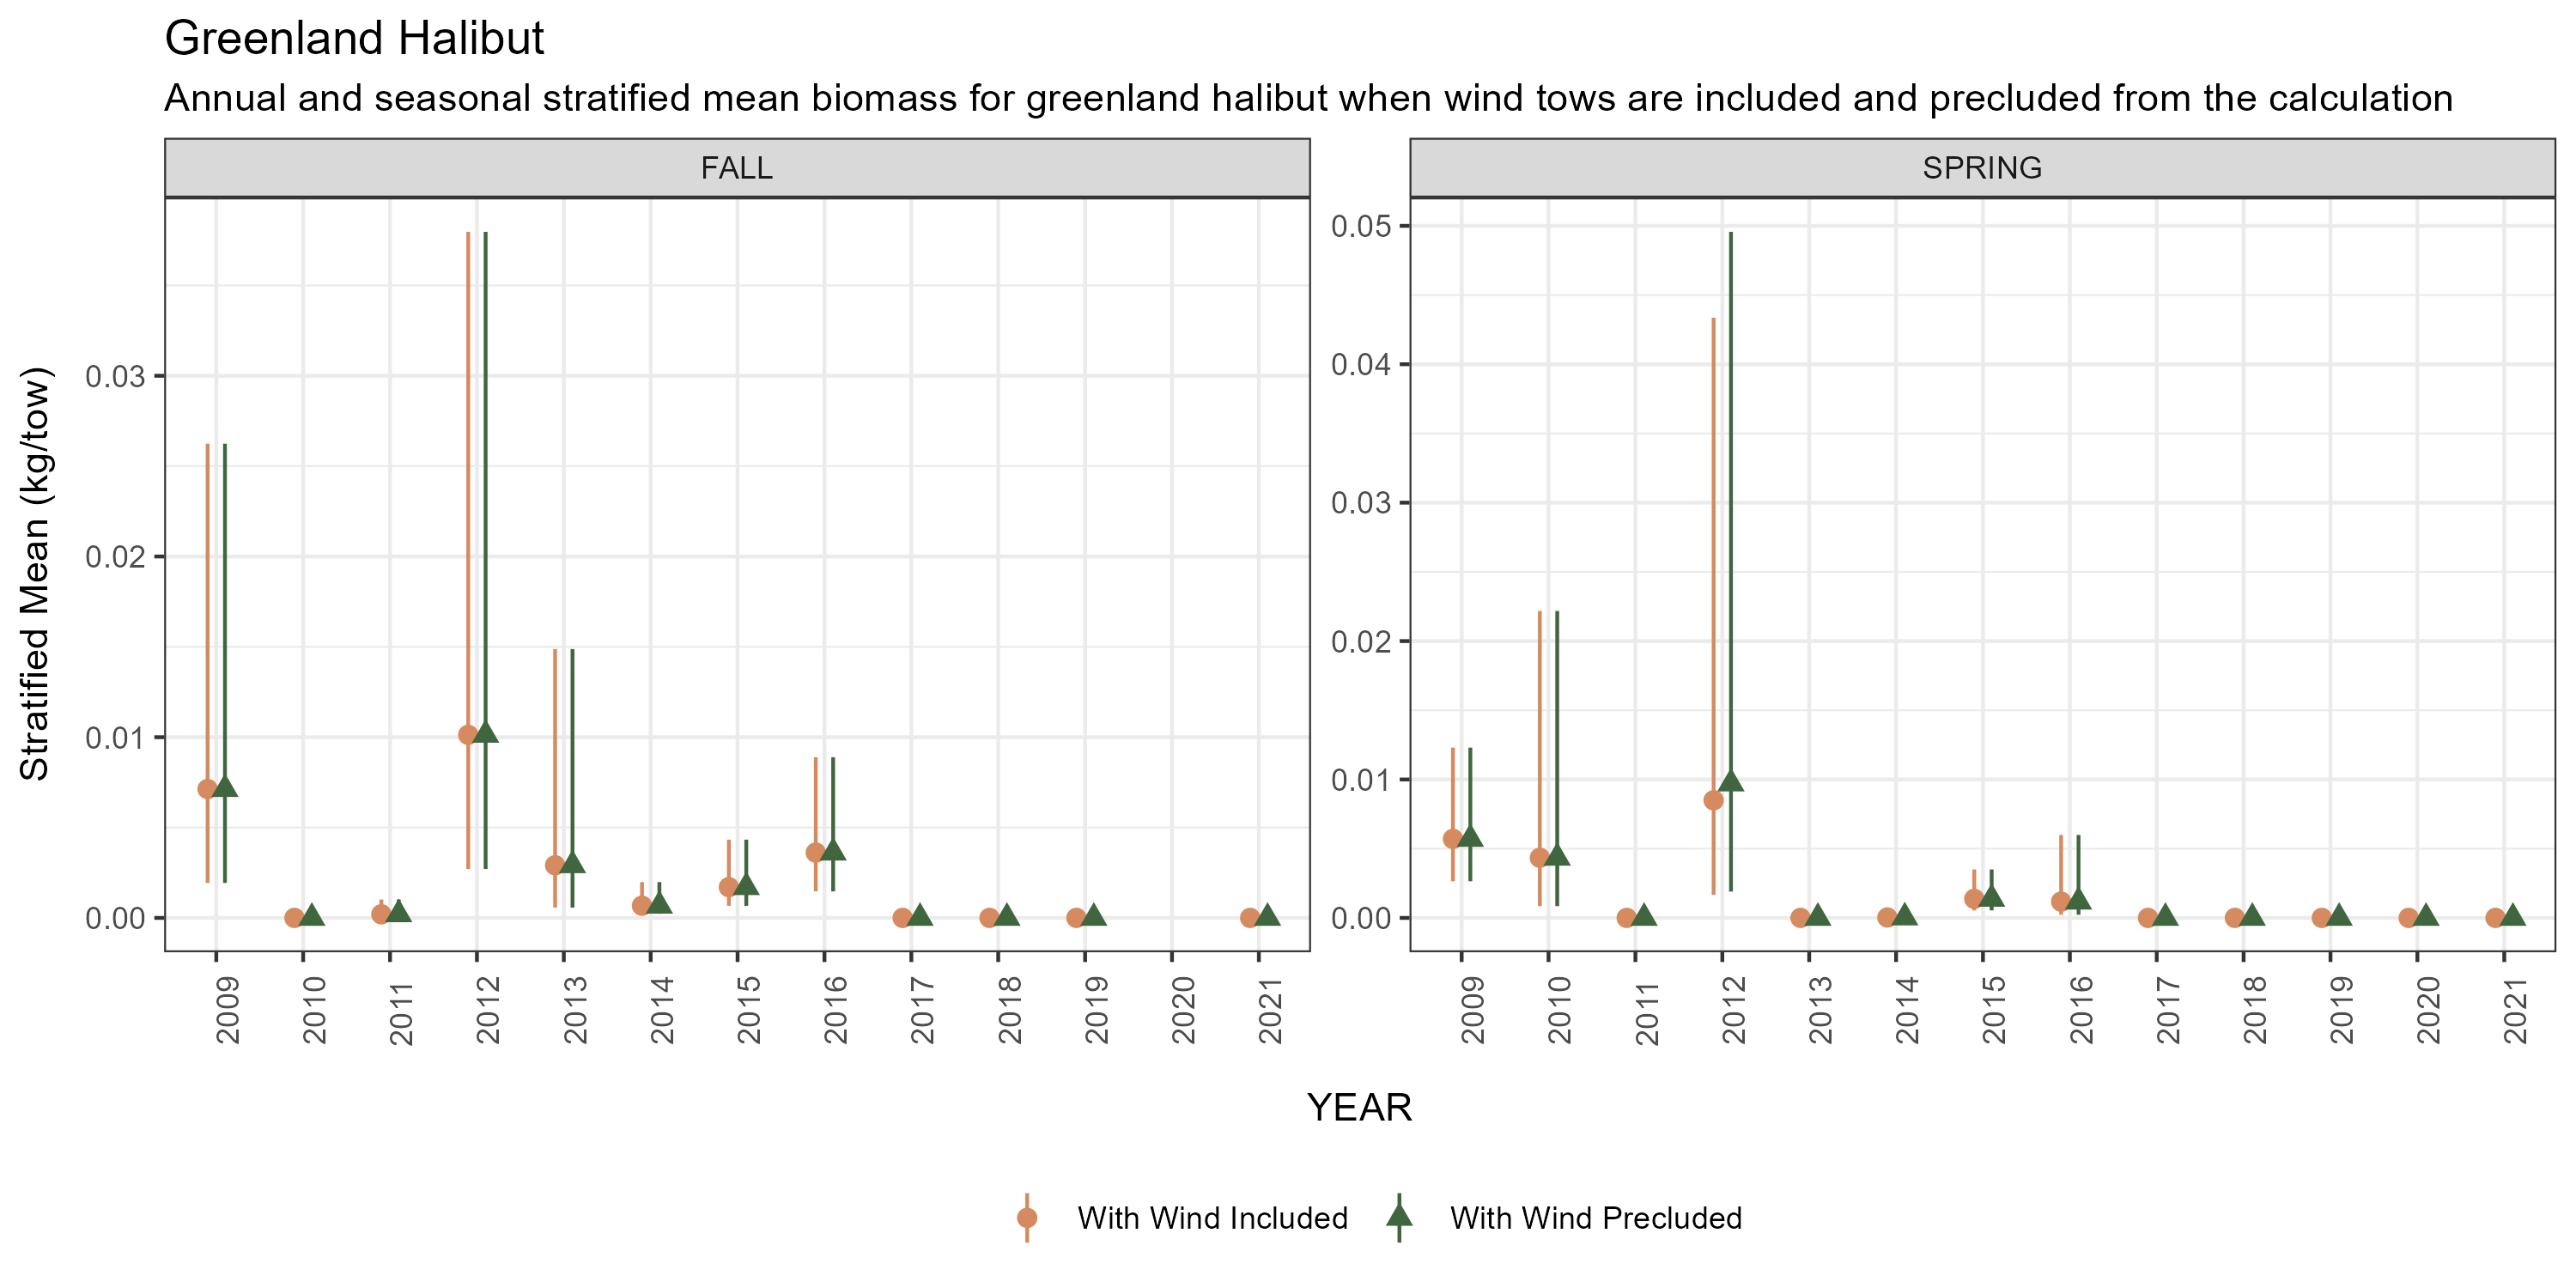 Greenland Halibut
Annual and seasonal stratified mean biomass for greenland halibut when wind tows are included and precluded from the calculation
FALL
SPRING
Stratified Mean (kg/tow)
0.03
0.02
0.01
0.00
0.05
0.04
0.03
0.02
0.01
0.00
2009 2010 2011 2012 2013 2014 2015 2016 2017 2018 2019 2020 2021
2009 2010 2011 2012 2013 2014 2015 2016 2017 2018 2019 2020 2021
YEAR
With Wind Included
With Wind Precluded